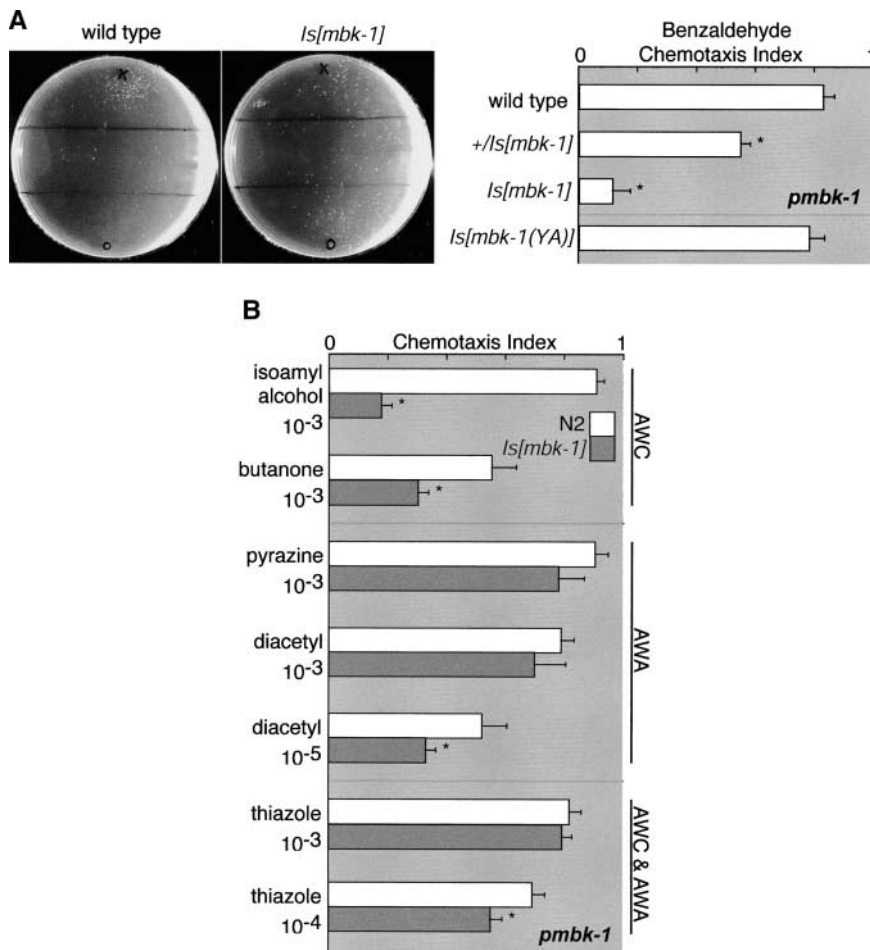 A
wild type
Is[mbk-1]
x
o
x
o
Benzaldehyde
Chemotaxis Index
0
1
wild type
+/Is[mbk-1]
*
Is[mbk-1]
*
pmbk-1
Is[mbk-1(YA)]
B
0 Chemotaxis Index 1
isoamyl
alcohol
10-3
*
N2
Is[mbk-1]
AWC
butanone
10-3
*
pyrazine
10-3
diacetyl
10-3
AWA
diacetyl
10-5
*
thiazole
10-3
AWC & AWA
thiazole
10-4
*
pmbk-1